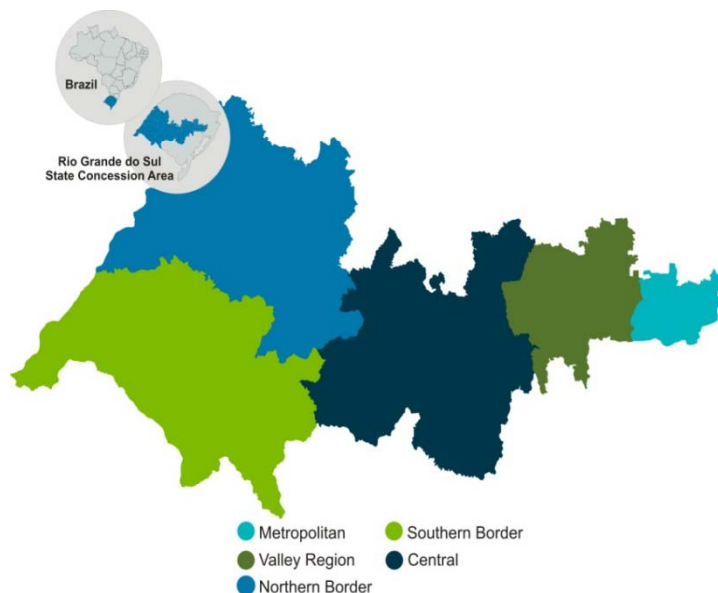 Brazil
Rio Grande do Sul
State Concession Area
Metropolitan
Southern Border
Valley Region
Central
Northern Border